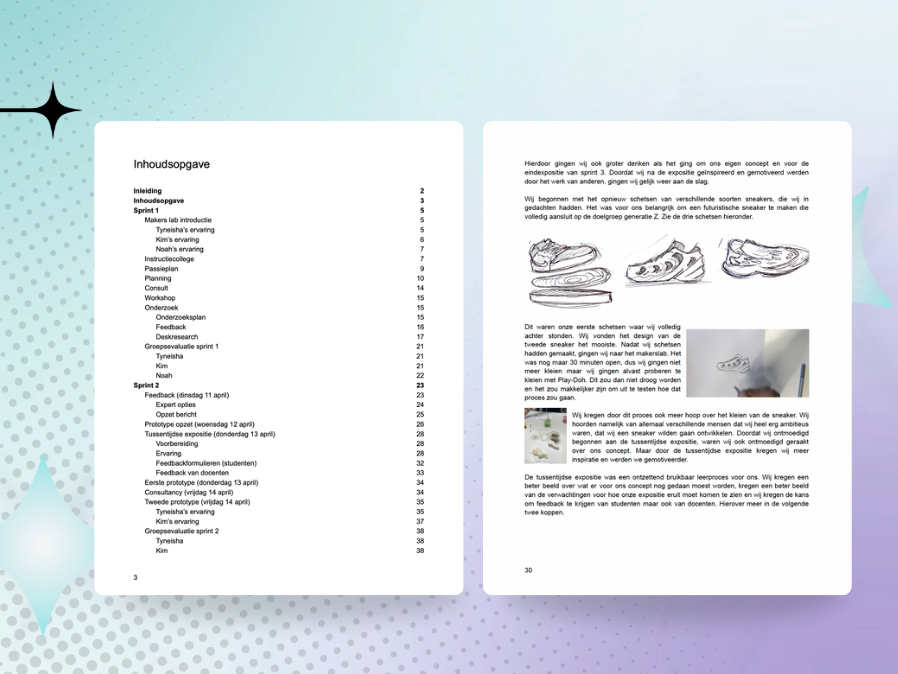 Inhoudsopgave
Inleiding 2
Inhoudsopgave 3
Sprint 1 5
Makers lab introductie 5
Tyneisha's ervaring 5
Kim's ervaring 6
Noah's ervaring 7
Instructiecollege 7
Passieplan 9
Planning 10
Consult 14
Workshop 15
Onderzoek 15
Onderzoeksplan 15
Feedback 16
Deskresearch 17
Groepsevaluatie sprint 1 21
Tyneisha 21
Kim 21
Noah 22
Sprint 2 23
Feedback (dinsdag 11 april) 23
Expert opties 24
Opzet bericht 25
Prototype opzet (woensdag 12 april) 26
Tussentijdse expositie (donderdag 13 april) 28
Voorbereiding 28
Ervaring 28
Feedbackformulieren (studenten) 32
Feedback van docenten 33
Eerste prototype (donderdag 13 april) 34
Consultancy (vrijdag 14 april) 34
Tweede prototype (vrijdag 14 april) 35
Tyneisha's ervaring 35
Kim's ervaring 37
Groepsevaluatie sprint 2 38
Tyneisha 38
Kim 38
3
Hierdoor gingen wij ook groter denken als het ging om ons eigen concept en voor de
eindexpositie van sprint 3. Doordat wij na de expositie geïnspireerd en gemotiveerd werden
door het werk van anderen, gingen wij gelijk weer aan de slag.
Wij begonnen met het opnieuw schetsen van verschillende soorten sneakers, die wij in
gedachten hadden. Het was voor ons belangrijk om een futuristische sneaker te maken die
volledig aansluit op de doelgroep generatie Z. Zie de drie schetsen hieronder.
Dit waren onze eerste schetsen waar wij volledig
achter stonden. Wij vonden het design van de
tweede sneaker het mooiste. Nadat wij schetsen
hadden gemaakt, gingen wij naar het makerslab. Het
was nog maar 30 minuten open, dus wij gingen niet
meer kleien maar wij gingen alvast proberen te
kleien met Play-Doh. Dit zou dan niet droog worden
en het zou makkelijker zijn om uit te testen hoe dat
proces zou gaan.
Wij kregen door dit proces ook meer hoop over het kleien van de sneaker. Wij
hoorden namelijk van allemaal verschillende mensen dat wij heel erg ambitieus
waren, dat wij een sneaker wilden gaan ontwikkelen. Doordat wij ontmoedigd
begonnen aan de tussentijdse expositie, waren wij ook ontmoedigd geraakt
over ons concept. Maar door de tussentijdse expositie kregen wij meer
inspiratie en werden we gemotiveerder.
De tussentijdse expositie was een ontzettend bruikbaar leerproces voor ons. Wij kregen een
beter beeld over wat er voor ons concept nog gedaan moest worden, kregen een beter beeld
van de verwachtingen voor hoe onze expositie eruit moet komen te zien en wij kregen de kans
om feedback te krijgen van studenten maar ook van docenten. Hierover meer in de volgende
twee koppen.
30